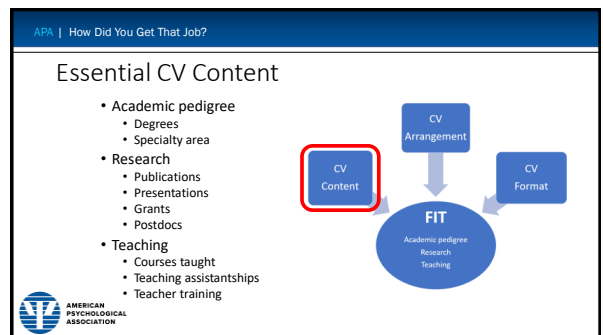 APA | How Did You Get That Job?
Essential CV Content
• Academic pedigree
• Degrees
• Specialty area
• Research
• Publications
• Presentations
• Grants
• Postdocs
• Teaching
• Courses taught
• Teaching assistantships
• Teacher training
CV
Arrangement
CV
Content
CV
Format
FIT
Academic pedigree
Research
Teaching
AMERICAN
PSYCHOLOGICAL
ASSOCIATION